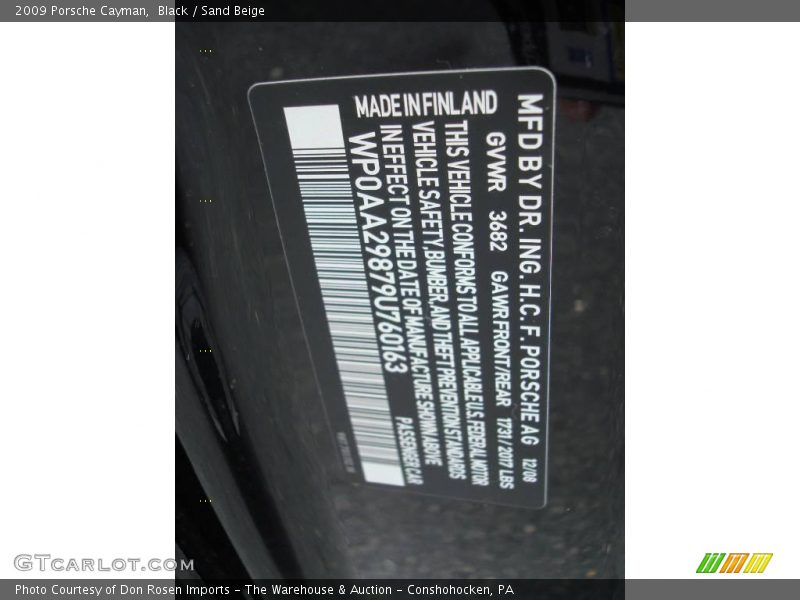 2009 Porsche Cayman,  Black / Sand Beige
MFD BY DR. ING. H.C. F. PORSCHE AG 12/08
GVWR 3682 GAWR FRONT/REAR 1731/2017 LBS
MADE IN FINLAND
THIS VEHICLE CONFORMS TO ALL APPLICABLE U.S. FEDERAL MOTOR
VEHICLE SAFETY, BUMBER, AND THEFT PREVENTION STANDARDS
IN EFFECT ON THE DATE OF MANUFACTURE SHOWN ABOVE
WP0AA29879U760163 PASSENGER CAR
GTcarlot.com
Photo Courtesy of Don Rosen Imports - The Warehouse & Auction - Conshohocken, PA